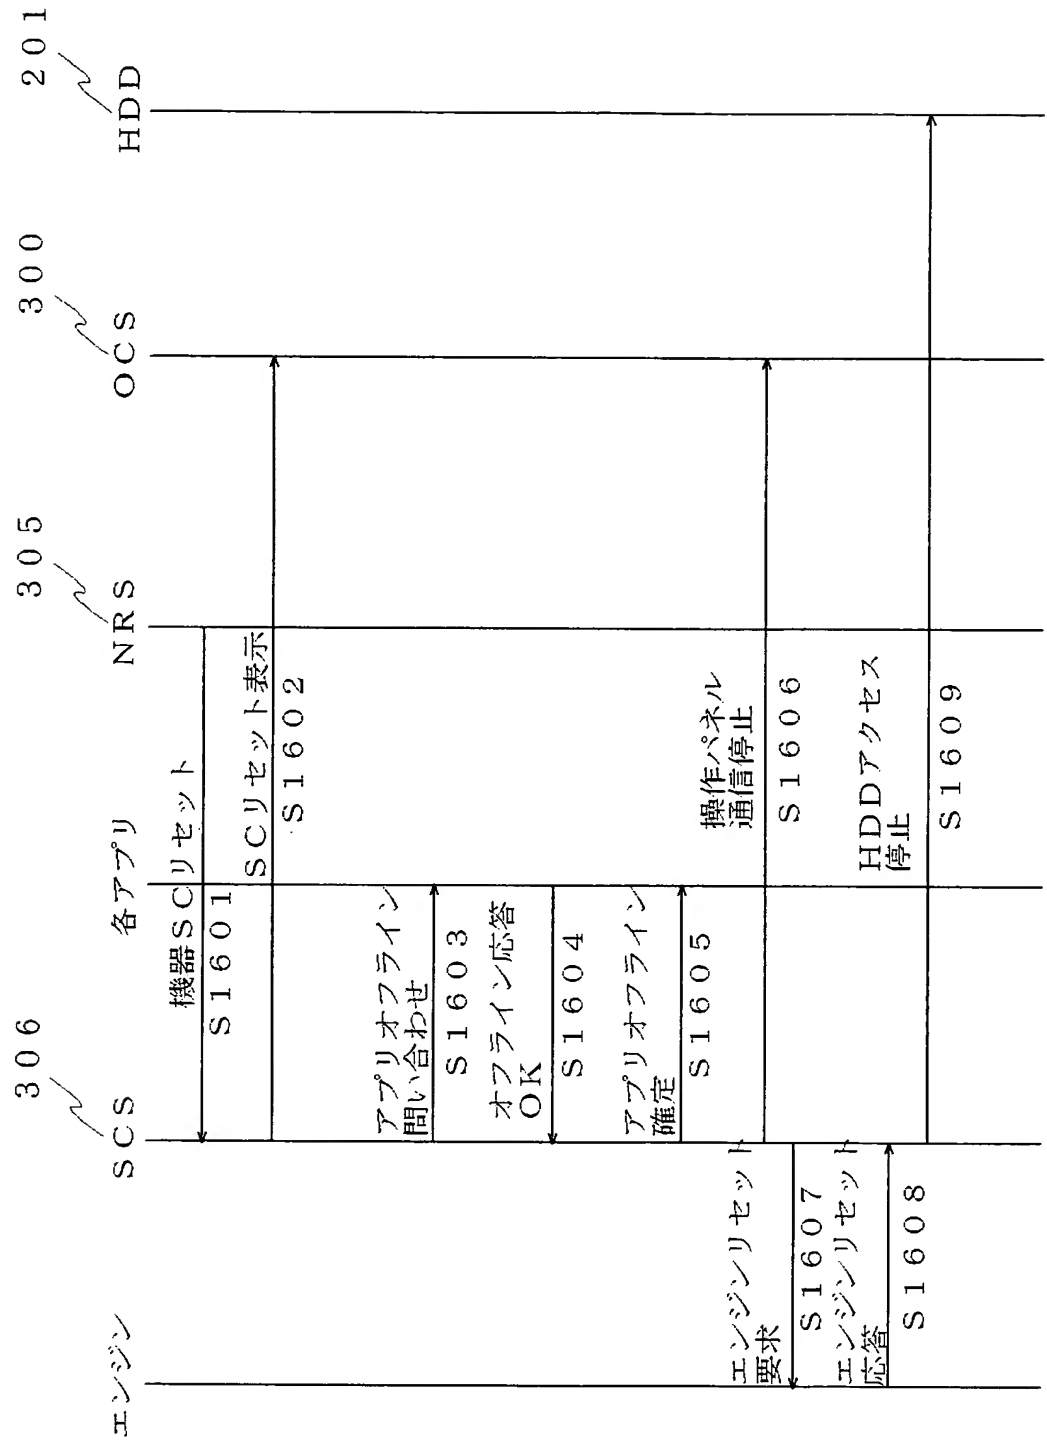 エンジン
SCS
306
各アプリ
NRS
305
OCS
300
HDD
201
機器SCリセット
S1601
SCリセット表示
S1602
アプリオフライン
問い合わせ
S1603
オフライン応答
OK
S1604
アプリオフライン
確定
S1605
操作パネル
通信停止
S1606
エンジンリセット
要求
S1607
エンジンリセット
応答
S1608
HDDアクセス
停止
S1609